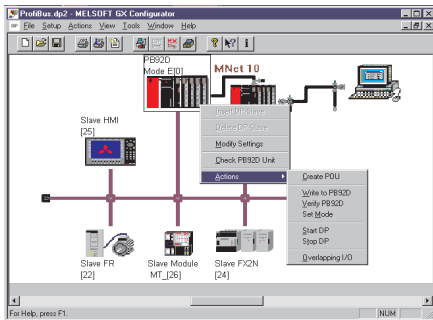 ProfiBus.dp2 - MELSOFT GX Configurator
File Setup Actions View Tools Window Help
PB92D
Mode E[0]
MNet 10
Insert DP-Slave
Delete DP-Slave
Modify Settings
Check PB92D Unit
Actions
Create POU
Write to PB92D
Verify PB92D
Set Mode
Start DP
Stop DP
Overlapping I/O
Slave HMI
[25]
Slave FR
[22]
Slave Module
MT_[26]
Slave FX2N
[24]
For Help, press F1.
NUM